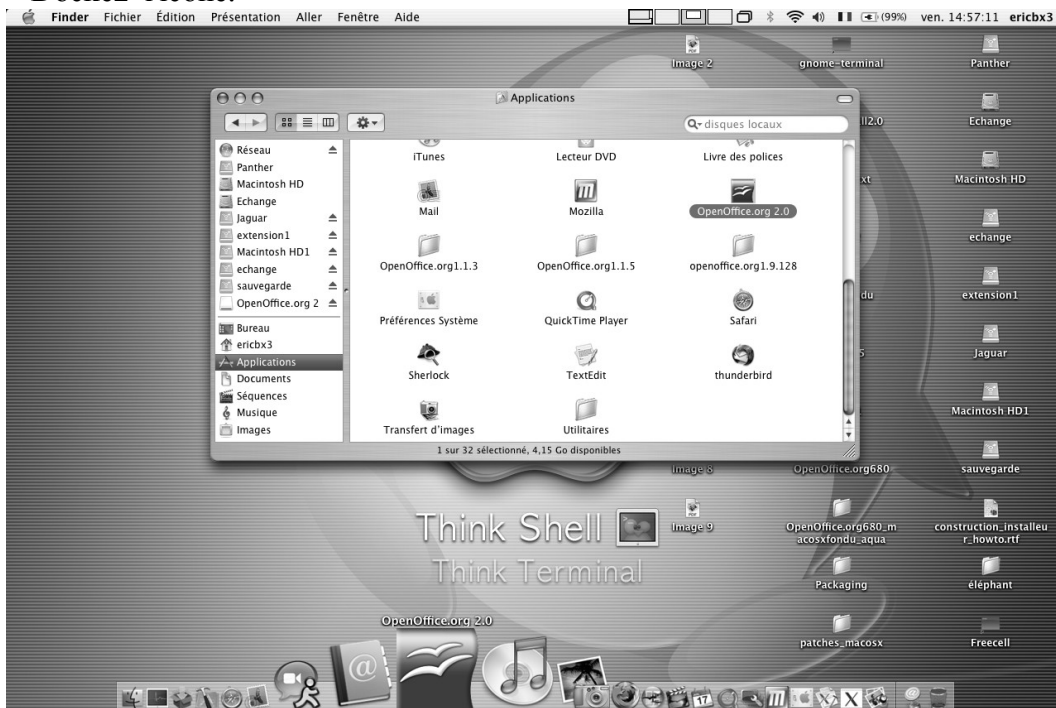 Finder Fichier Édition Présentation Aller Fenêtre Aide (99%) ven. 14:57:11 ericbx3
Image 2 gnome-terminal Panther
Applications
disques locaux
Réseau
Panther
Macintosh HD
Echange
Jaguar
extension1
Macintosh HD1
echange
sauvegarde
OpenOffice.org 2
Bureau
ericbx3
Applications
Documents
Séquences
Musique
Images
iTunes Lecteur DVD Livre des polices
Mail Mozilla OpenOffice.org 2.0
OpenOffice.org1.1.3 OpenOffice.org1.1.5 openoffice.org1.9.128
Préférences Système QuickTime Player Safari
Sherlock TextEdit thunderbird
Transfert d'images Utilitaires
1 sur 32 sélectionné, 4,15 Go disponibles
Echange
Macintosh HD
echange
extension1
Jaguar
Macintosh HD1
Image 8 OpenOffice.org680 sauvegarde
Think Shell
Think Terminal
Image 9
OpenOffice.org680_m
acosxfondu_aqua
construction_installeu
r_howto.rtf
Packaging éléphant
patches_macosx Freecell
OpenOffice.org 2.0
17